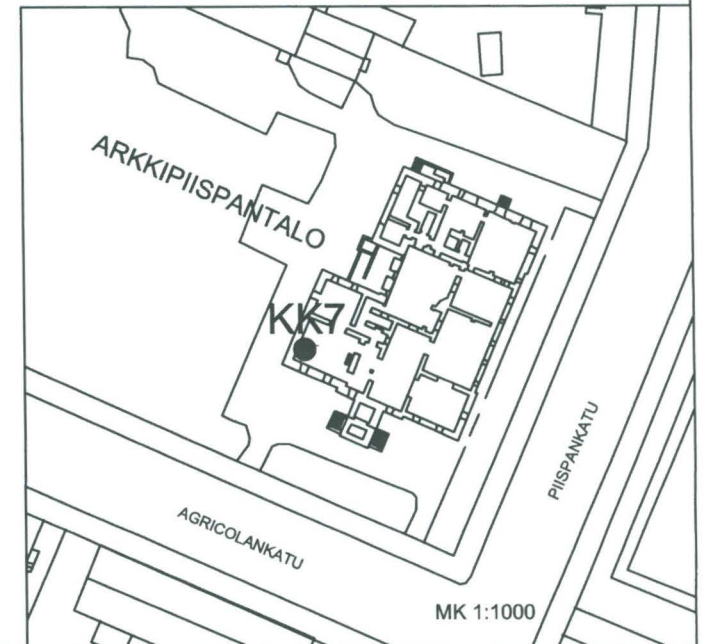 ARKKIPIISPANTALO
KK7
PIISPANKATU
AGRICOLANKATU
MK 1:1000